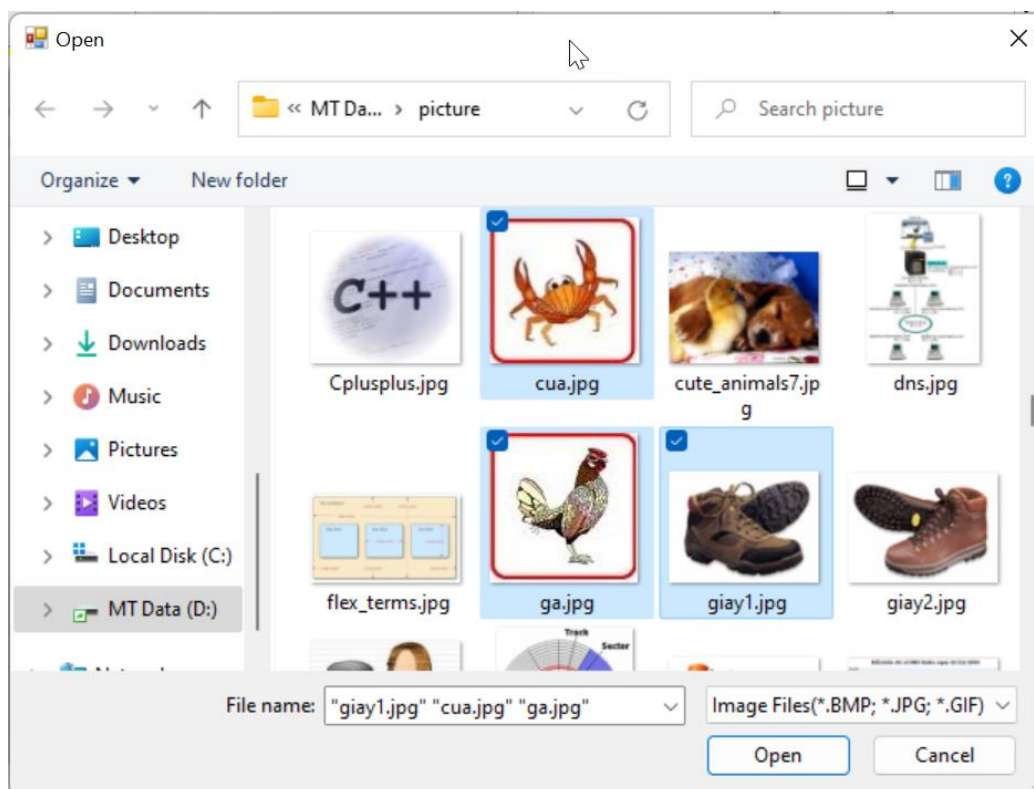 Open
MT Da... > picture
Search picture
Organize
New folder
Desktop
Documents
Downloads
Music
Pictures
Videos
Local Disk (C:)
MT Data (D:)
C++
Cplusplus.jpg
cua.jpg
cute_animals7.jp
g
dns.jpg
flex_terms.jpg
ga.jpg
giay1.jpg
giay2.jpg
Track
Sector
File name:
"giay1.jpg" "cua.jpg" "ga.jpg"
Image Files(*.BMP; *.JPG; *.GIF)
Open
Cancel